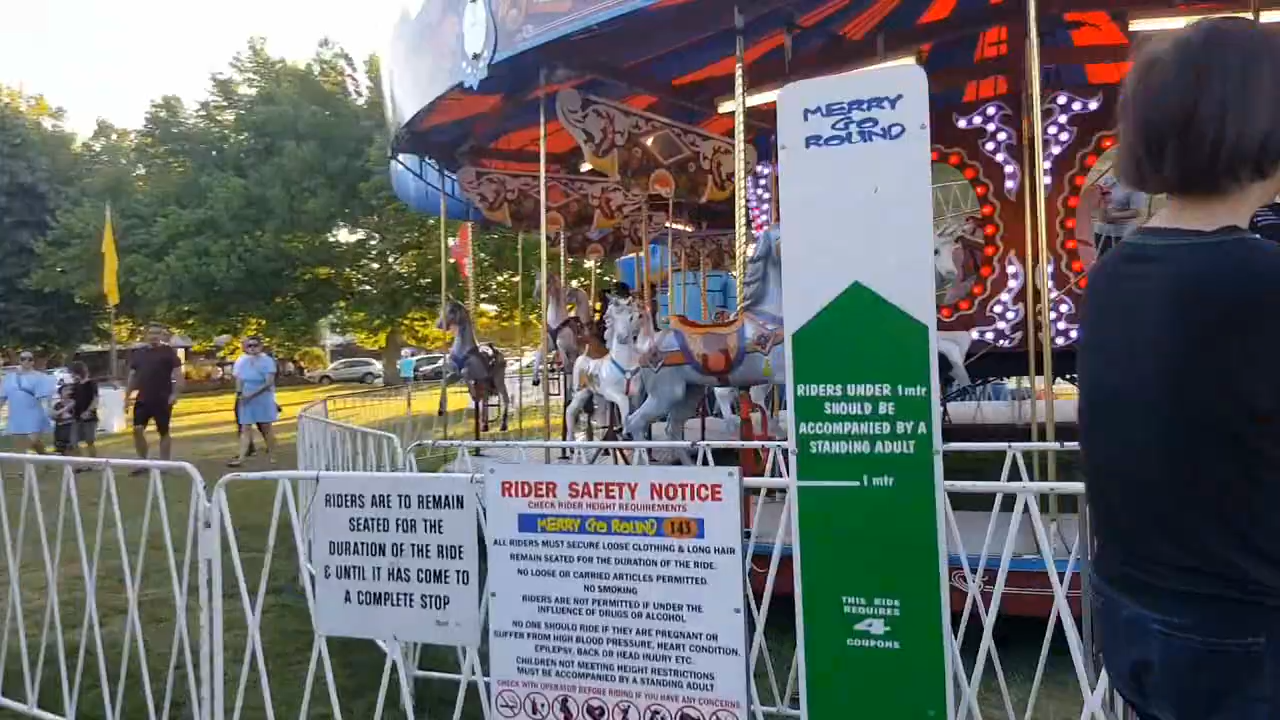 MERRY
GO
ROUND
RIDERS UNDER 1mtr
SHOULD BE
ACCOMPANIED BY A
STANDING ADULT
1 mtr
THIS RIDE
REQUIRES
4
COUPONS
RIDERS ARE TO REMAIN
SEATED FOR THE
DURATION OF THE RIDE
& UNTIL IT HAS COME TO
A COMPLETE STOP
RIDER SAFETY NOTICE
CHECK RIDER HEIGHT REQUIREMENTS
MERRY GO ROUND 143
ALL RIDERS MUST SECURE LOOSE CLOTHING & LONG HAIR
REMAIN SEATED FOR THE DURATION OF THE RIDE.
NO LOOSE OR CARRIED ARTICLES PERMITTED.
NO SMOKING
RIDERS ARE NOT PERMITTED IF UNDER THE
INFLUENCE OF DRUGS OR ALCOHOL
NO ONE SHOULD RIDE IF THEY ARE PREGNANT OR
SUFFER FROM HIGH BLOOD PRESSURE, HEART CONDITION,
EPILEPSY, BACK OR HEAD INJURY ETC.
CHILDREN NOT MEETING HEIGHT RESTRICTIONS
MUST BE ACCOMPANIED BY A STANDING ADULT
CHECK WITH OPERATOR BEFORE RIDING IF YOU HAVE ANY CONCERNS